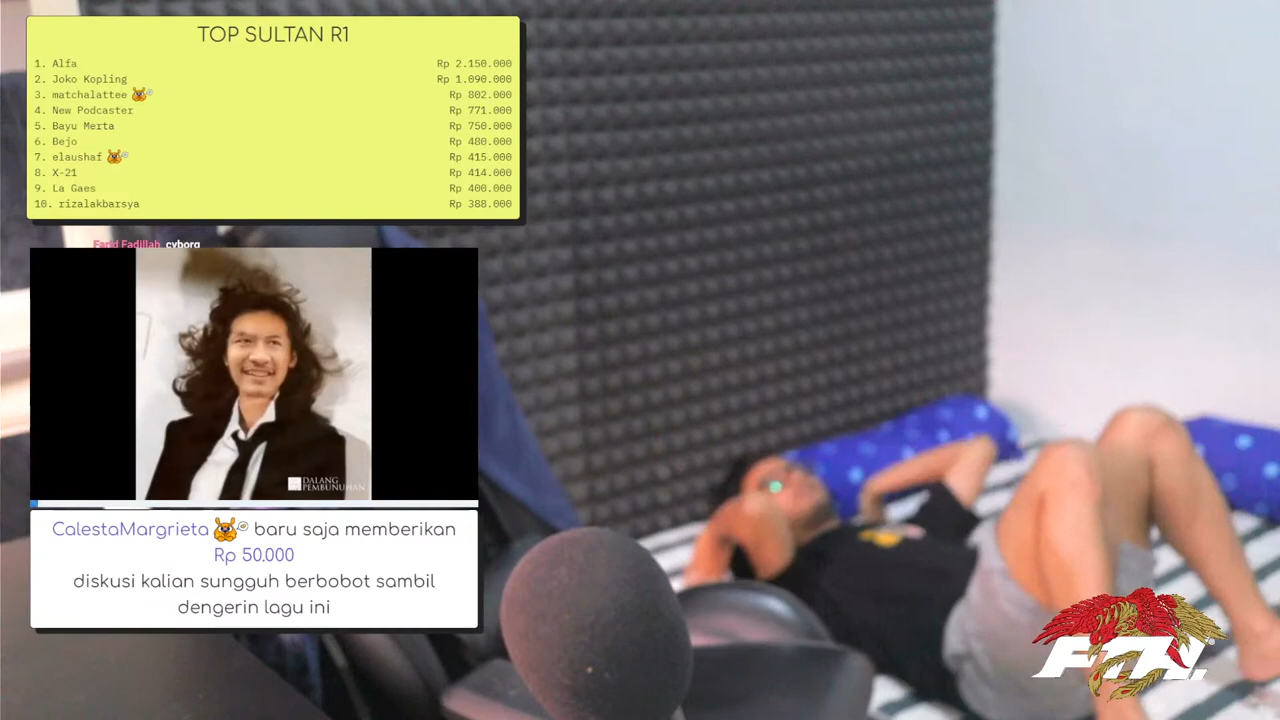 TOP SULTAN R1
1. Alfa Rp 2.150.000
2. Joko Kopling Rp 1.090.000
3. matchalattee Rp 802.000
4. New Podcaster Rp 771.000
5. Bayu Merta Rp 750.000
6. Bejo Rp 480.000
7. elaushaf Rp 415.000
8. X-21 Rp 414.000
9. La Gaes Rp 400.000
10. rizalakbarsya Rp 388.000
Farid Fadillah cyborg
DALANG
PEMBUNUHAN
CalestaMargrieta baru saja memberikan
Rp 50.000
diskusi kalian sungguh berbobot sambil
dengerin lagu ini